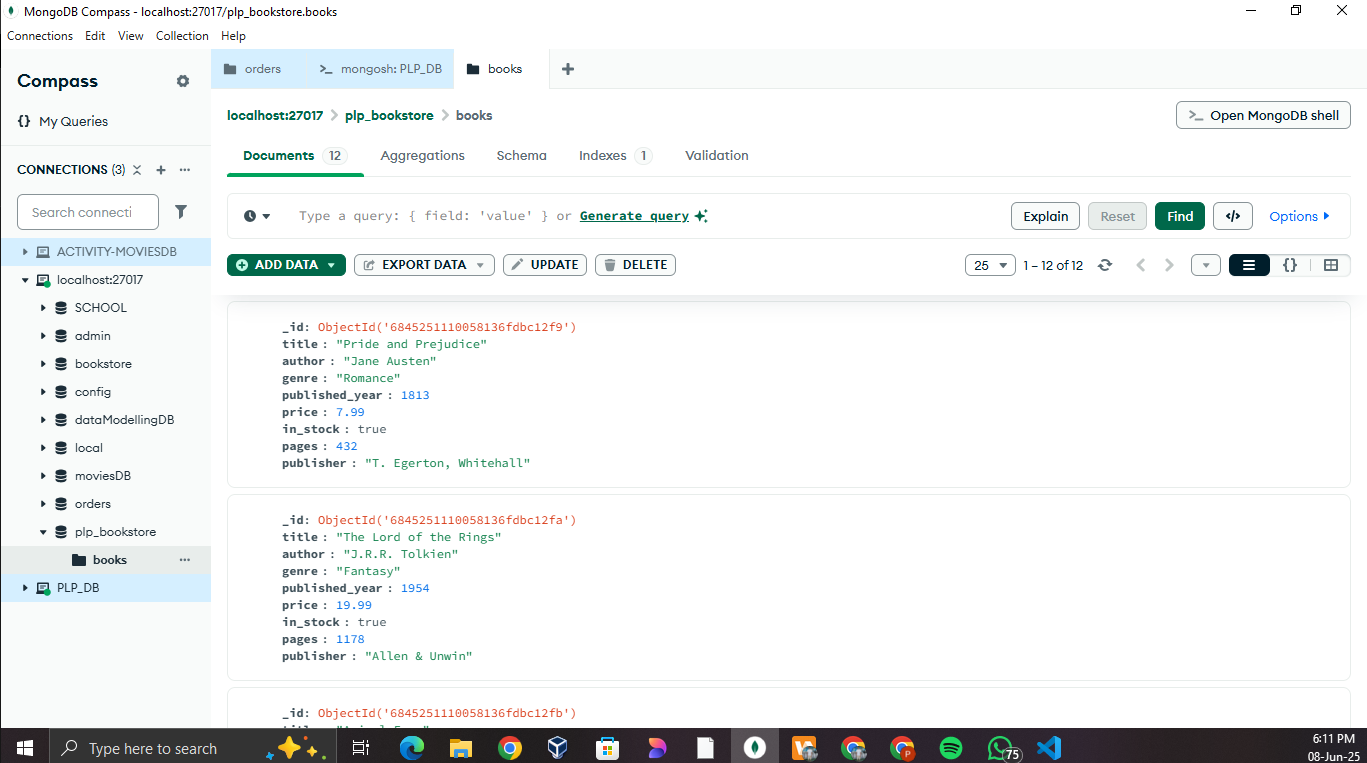 MongoDB Compass - localhost:27017/plp_bookstore.books
Connections Edit View Collection Help
Compass
{} My Queries
CONNECTIONS (3)
Search connecti
ACTIVITY-MOVIESDB
localhost:27017
SCHOOL
admin
bookstore
config
dataModellingDB
local
moviesDB
orders
plp_bookstore
books
PLP_DB
orders >_ mongosh: PLP_DB books +
localhost:27017 > plp_bookstore > books
>_ Open MongoDB shell
Documents 12 Aggregations Schema Indexes 1 Validation
Type a query: { field: 'value' } or Generate query
Explain Reset Find </> Options
ADD DATA EXPORT DATA UPDATE DELETE
25 1 – 12 of 12 {}
_id: ObjectId('6845251110058136fdbc12f9')
title : "Pride and Prejudice"
author : "Jane Austen"
genre : "Romance"
published_year : 1813
price : 7.99
in_stock : true
pages : 432
publisher : "T. Egerton, Whitehall"
_id: ObjectId('6845251110058136fdbc12fa')
title : "The Lord of the Rings"
author : "J.R.R. Tolkien"
genre : "Fantasy"
published_year : 1954
price : 19.99
in_stock : true
pages : 1178
publisher : "Allen & Unwin"
_id: ObjectId('6845251110058136fdbc12fb')
Type here to search
75
6:11 PM
08-Jun-25